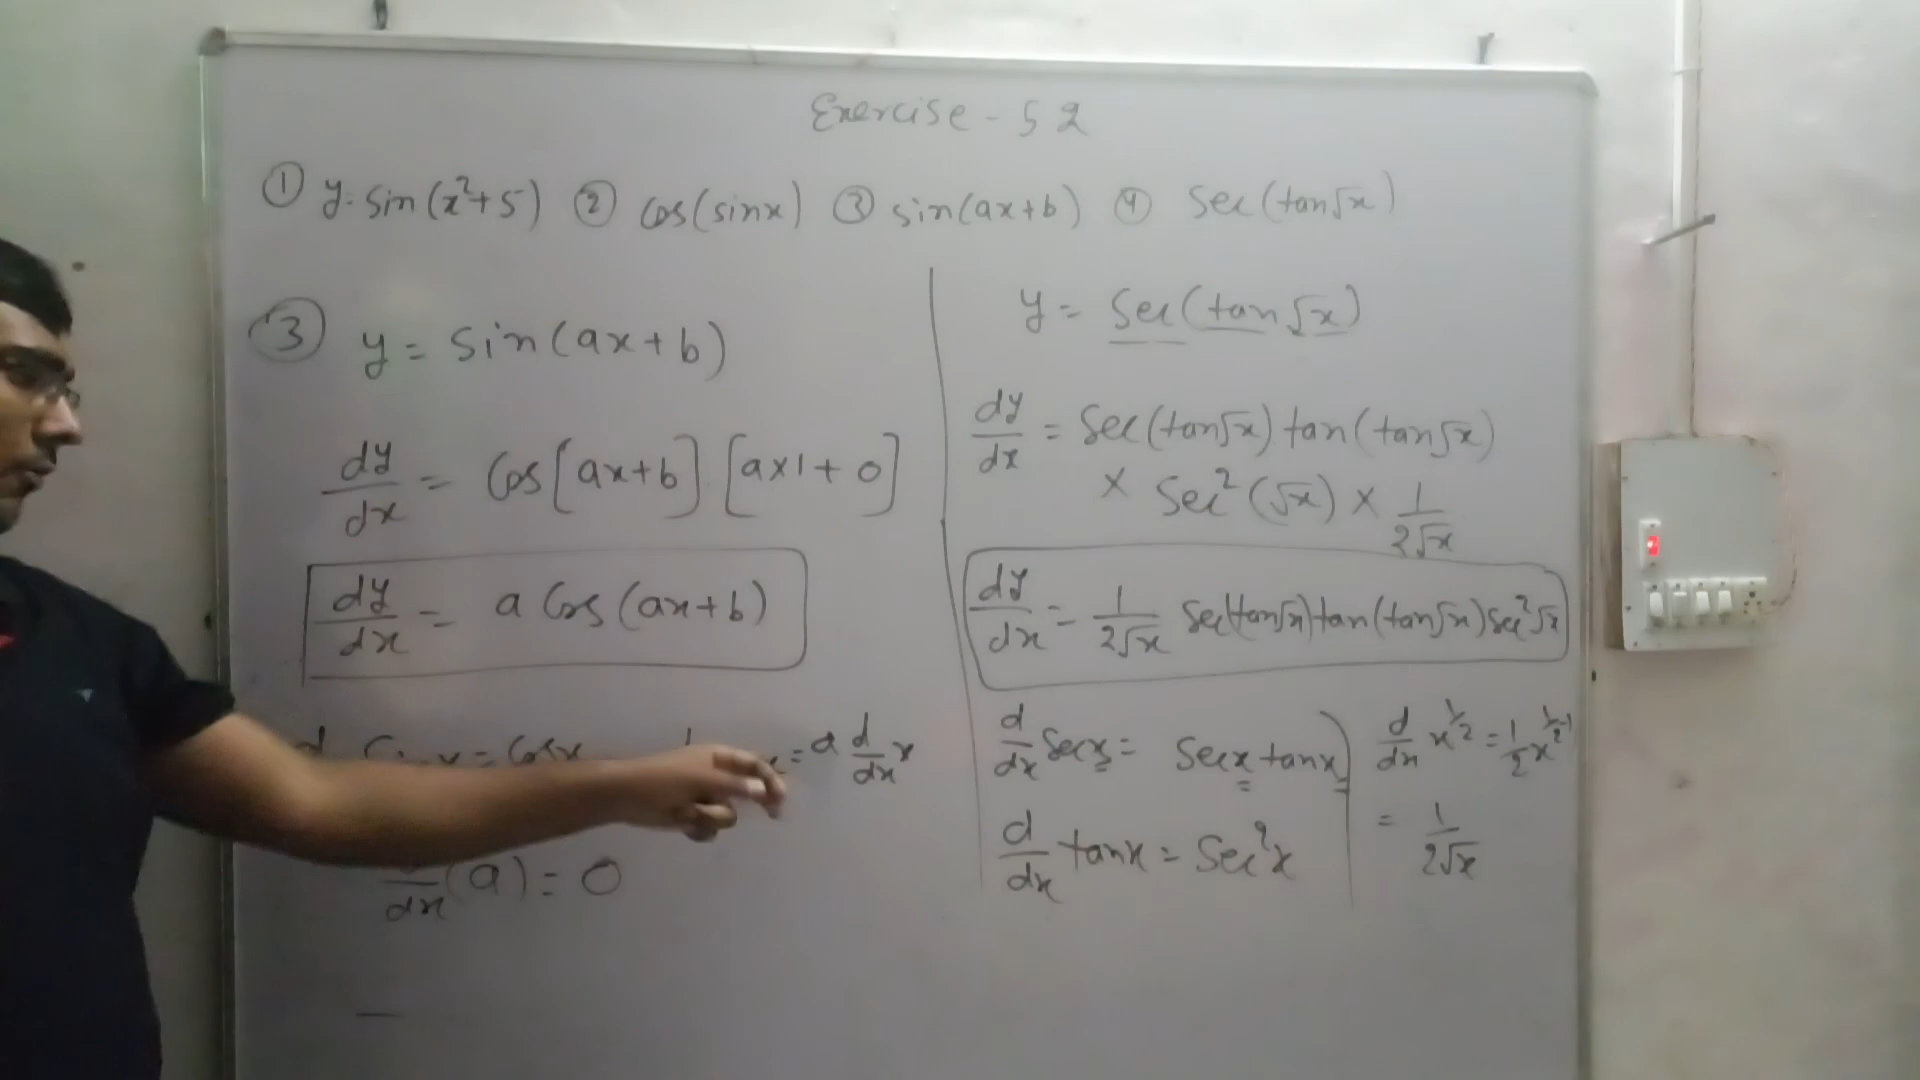 Exercise - 5 2
① y = sin(x²+5) ② cos(sinx) ③ sin(ax+b) ④ sec(tan√x)
③ y = sin(ax+b)
dy/dx = cos[ax+b] [a×1+0]
dy/dx = a cos(ax+b)
sinx = cosx
= a d/dx x
/dx (a) = 0
y = sec(tan√x)
dy/dx = sec(tan√x) tan(tan√x)
× sec²(√x) × 1/2√x
dy/dx = 1/2√x sec(tan√x) tan(tan√x) sec²√x
d/dx secx = secx tanx
d/dx tanx = sec²x
d/dx x^1/2 = 1/2 x^1/2-1
= 1/2√x